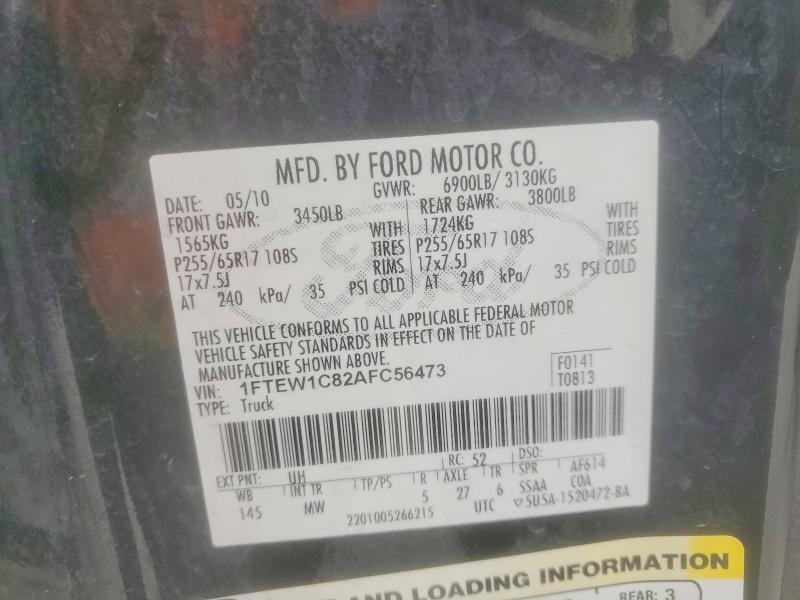 MFD. BY FORD MOTOR CO.
DATE: 05/10 GVWR: 6900LB/ 3130KG
FRONT GAWR: 3450LB REAR GAWR: 3800LB
1565KG WITH 1724KG WITH
P255/65R17 108S TIRES P255/65R17 108S TIRES
17x7.5J RIMS 17x7.5J RIMS
AT 240 kPa/ 35 PSI COLD AT 240 kPa/ 35 PSI COLD
Ford
THIS VEHICLE CONFORMS TO ALL APPLICABLE FEDERAL MOTOR
VEHICLE SAFETY STANDARDS IN EFFECT ON THE DATE OF
MANUFACTURE SHOWN ABOVE.
VIN: 1FTEW1C82AFC56473 F0141
TYPE: Truck T0813
EXT PNT: UH RC: 52 DSO:
WB INT TR TP/PS R AXLE TR SPR AF614
145 MW 5 27 6 SSAA COA
2201005266215 UTC ▽5U5A-1520472-BA
AND LOADING INFORMATION
REAR: 3